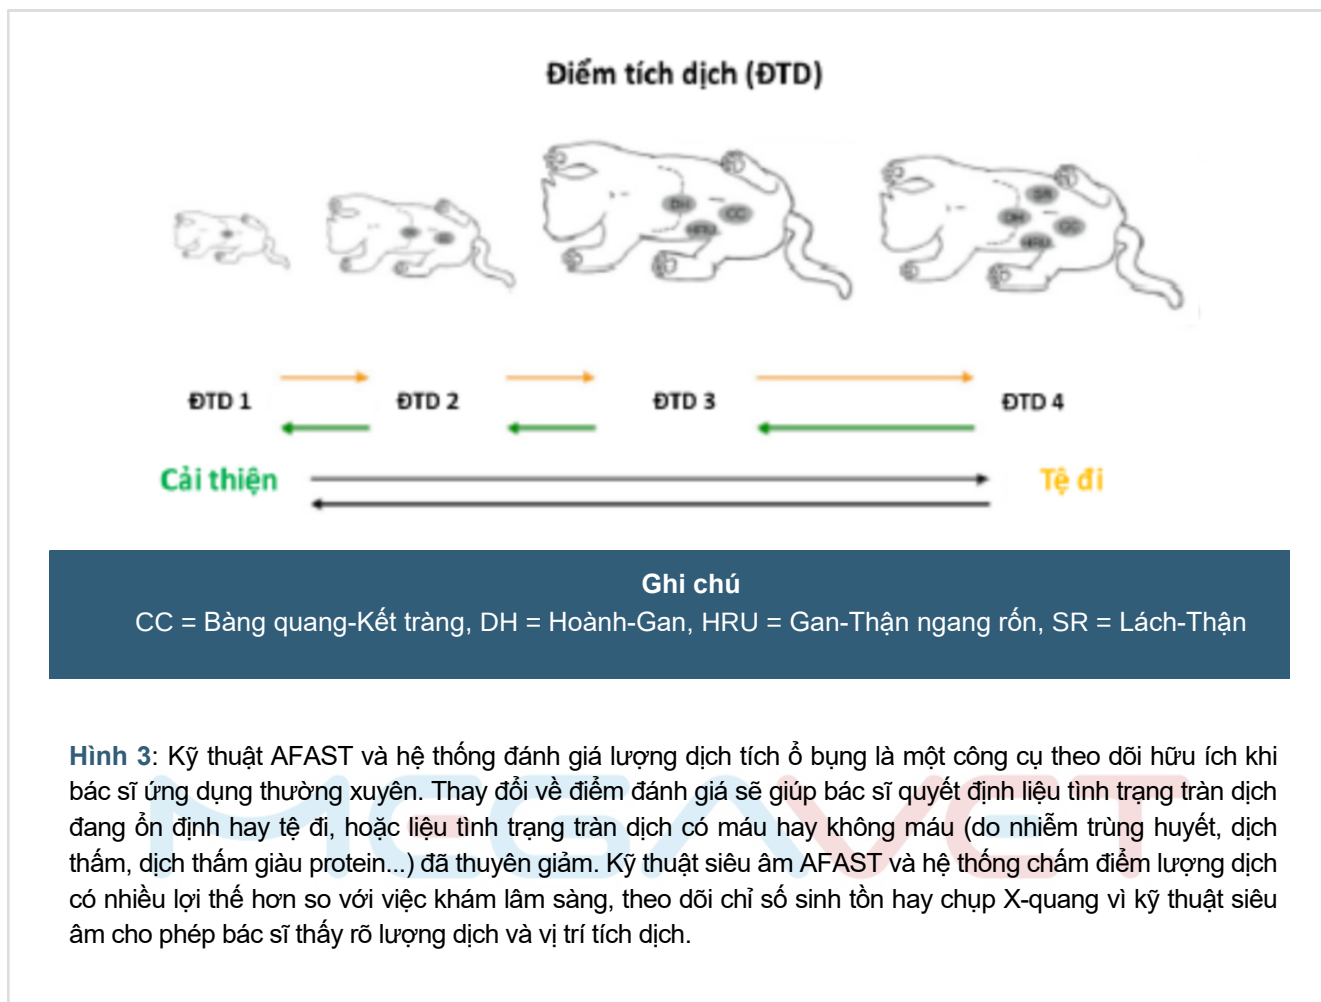 Điểm tích dịch (ĐTD)
DH
CC
HRU
SR
DH
CC
HRU
ĐTD 1
ĐTD 2
ĐTD 3
ĐTD 4
Cải thiện
Tệ đi
Ghi chú
CC = Bàng quang-Kết tràng, DH = Hoành-Gan, HRU = Gan-Thận ngang rốn, SR = Lách-Thận
Hình 3: Kỹ thuật AFAST và hệ thống đánh giá lượng dịch tích ổ bụng là một công cụ theo dõi hữu ích khi
bác sĩ ứng dụng thường xuyên. Thay đổi về điểm đánh giá sẽ giúp bác sĩ quyết định liệu tình trạng tràn dịch
đang ổn định hay tệ đi, hoặc liệu tình trạng tràn dịch có máu hay không máu (do nhiễm trùng huyết, dịch
thấm, dịch thấm giàu protein...) đã thuyên giảm. Kỹ thuật siêu âm AFAST và hệ thống chấm điểm lượng dịch
có nhiều lợi thế hơn so với việc khám lâm sàng, theo dõi chỉ số sinh tồn hay chụp X-quang vì kỹ thuật siêu
âm cho phép bác sĩ thấy rõ lượng dịch và vị trí tích dịch.
MEGAVET